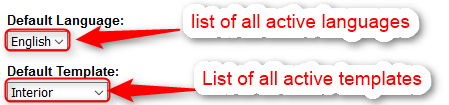 Default Language:
list of all active languages
English
Default Template:
List of all active templates
Interior